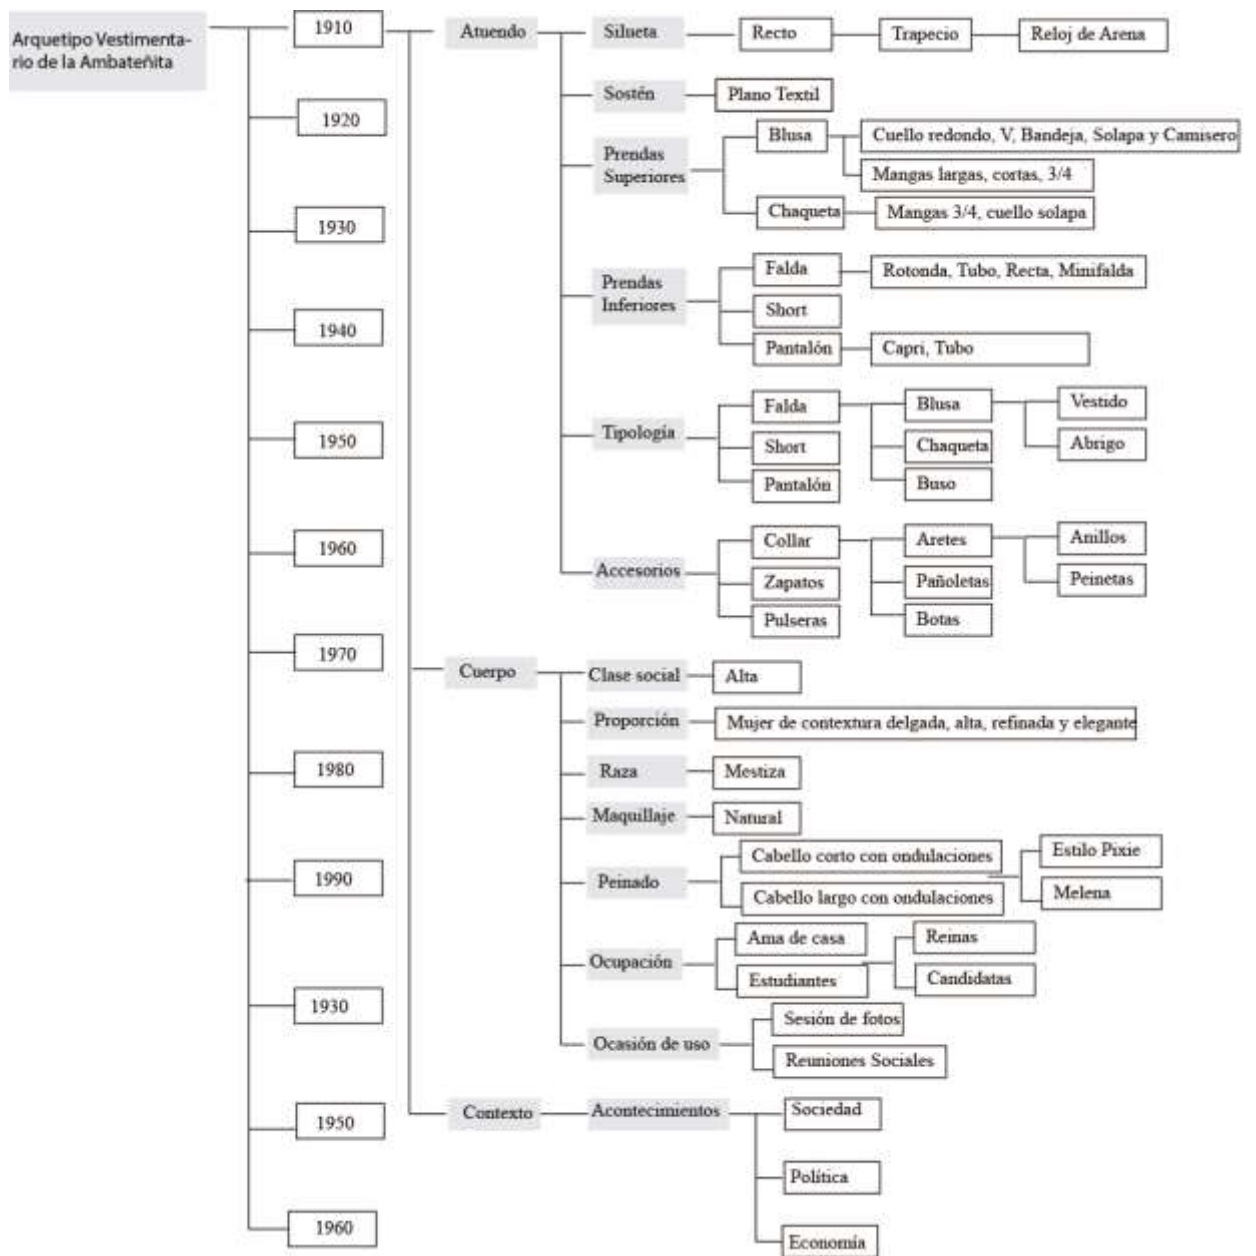 Arquetipo Vestimenta-
rio de la Ambateñita
1910
1920
1930
1940
1950
1960
1970
1980
1990
1930
1950
1960
Atuendo
Silueta
Recto
Trapecio
Reloj de Arena
Sostén
Plano Textil
Prendas
Superiores
Blusa
Cuello redondo, V, Bandeja, Solapa y Camisero
Mangas largas, cortas, 3/4
Chaqueta
Mangas 3/4, cuello solapa
Prendas
Inferiores
Falda
Rotonda, Tubo, Recta, Minifalda
Short
Pantalón
Capri, Tubo
Tipología
Falda
Blusa
Vestido
Short
Chaqueta
Abrigo
Pantalón
Buso
Accesorios
Collar
Aretes
Anillos
Zapatos
Pañoletas
Peinetas
Pulseras
Botas
Cuerpo
Clase social
Alta
Proporción
Mujer de contextura delgada, alta, refinada y elegante
Raza
Mestiza
Maquillaje
Natural
Peinado
Cabello corto con ondulaciones
Cabello largo con ondulaciones
Estilo Pixie
Melena
Ocupación
Ama de casa
Estudiantes
Reinas
Candidatas
Ocasión de uso
Sesión de fotos
Reuniones Sociales
Contexto
Acontecimientos
Sociedad
Política
Economía